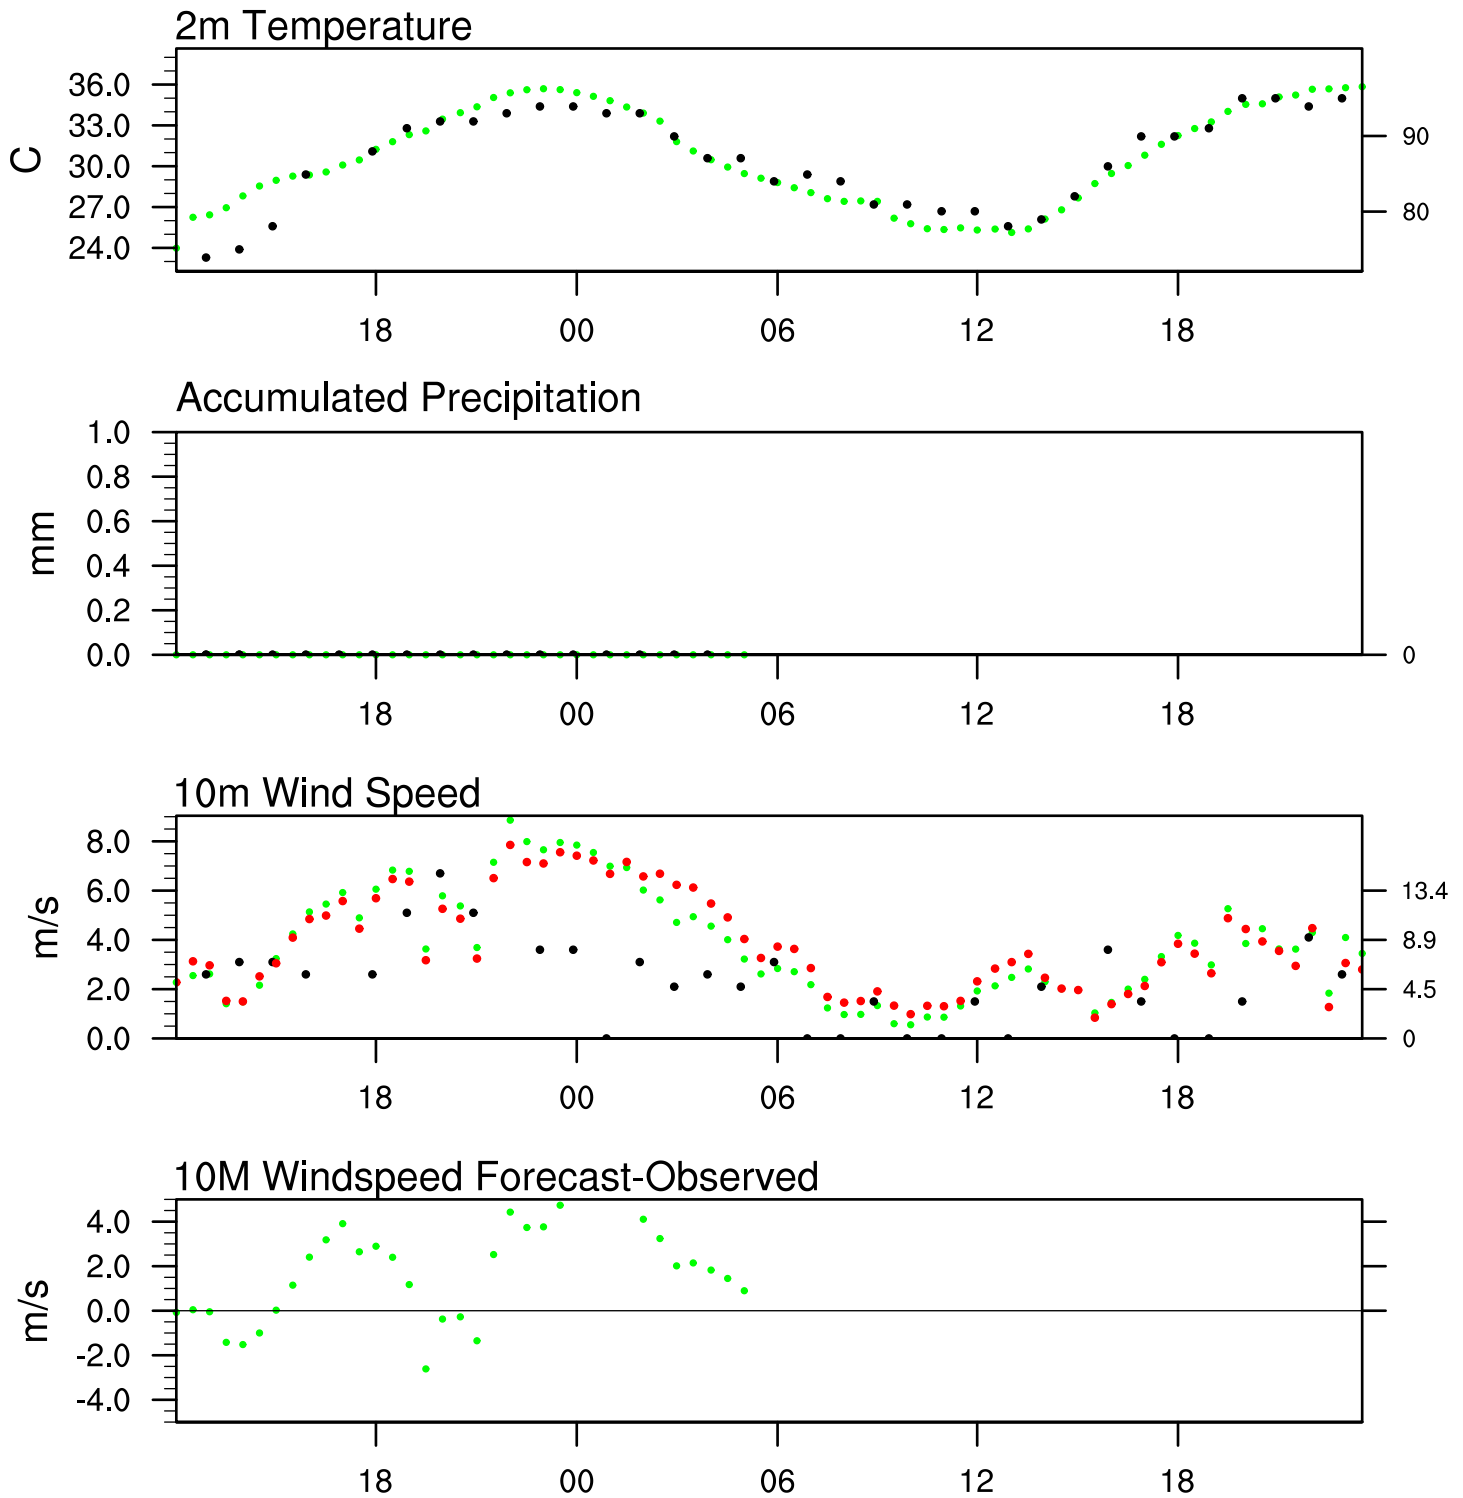 2m Temperature
36.0
33.0
30.0
27.0
24.0
C
90
80
18 00 06 12 18
Accumulated Precipitation
1.0
0.8
0.6
0.4
0.2
0.0
mm
0
18 00 06 12 18
10m Wind Speed
8.0
6.0
4.0
2.0
0.0
m/s
13.4
8.9
4.5
0
18 00 06 12 18
10M Windspeed Forecast-Observed
4.0
2.0
0.0
-2.0
-4.0
m/s
18 00 06 12 18